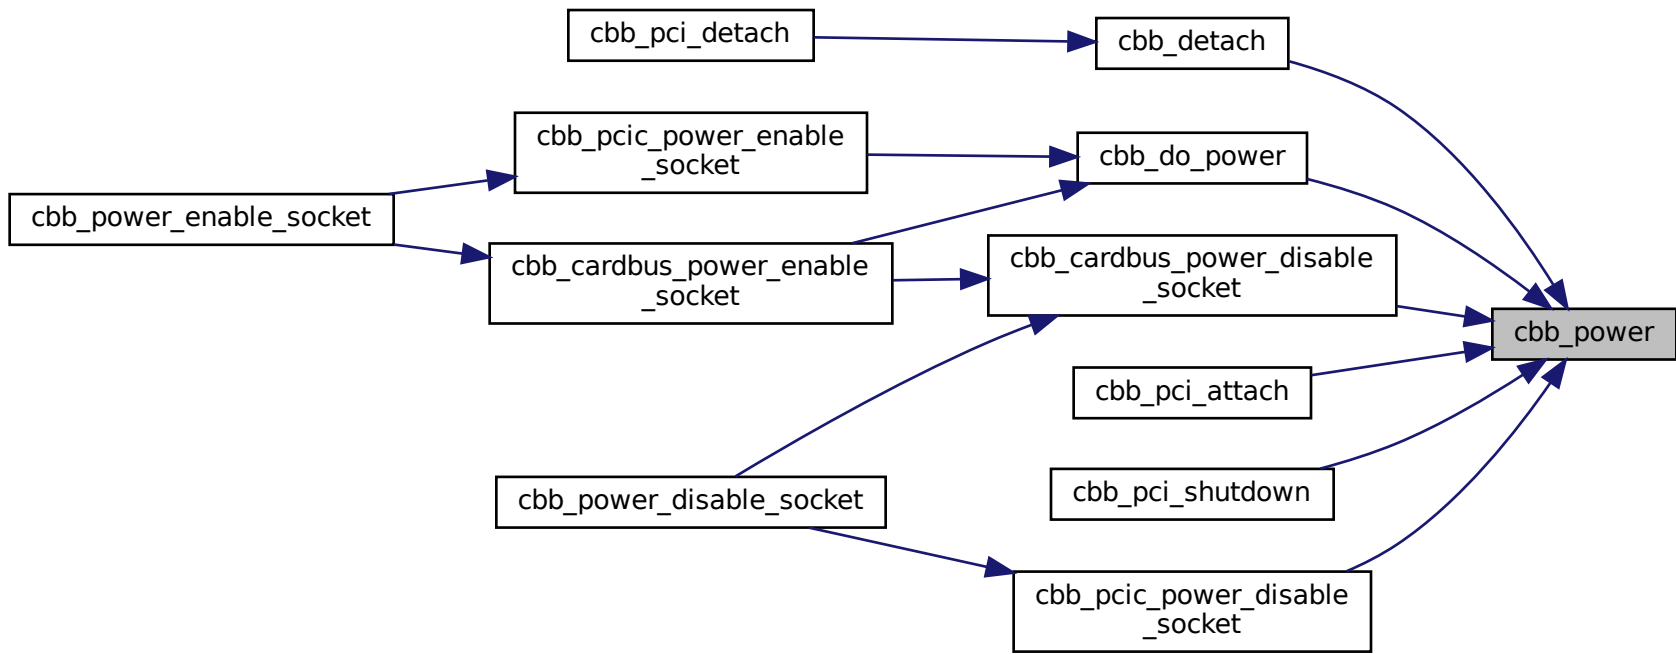 cbb_pci_detach
cbb_detach
cbb_pcic_power_enable
_socket
cbb_do_power
cbb_power_enable_socket
cbb_cardbus_power_enable
_socket
cbb_cardbus_power_disable
_socket
cbb_power
cbb_pci_attach
cbb_power_disable_socket
cbb_pci_shutdown
cbb_pcic_power_disable
_socket